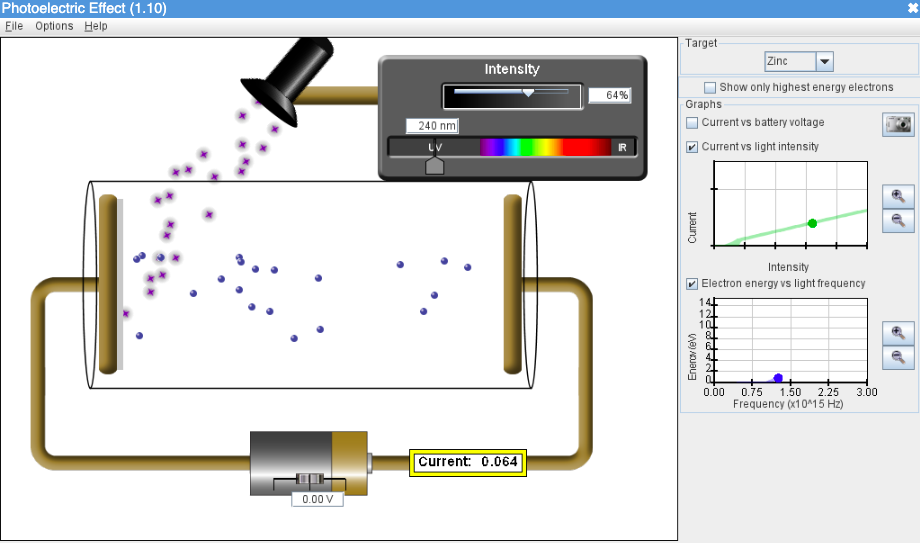 Photoelectric Effect (1.10)
File Options Help
Intensity
64%
240 nm
UV IR
Current: 0.064
0.00 V
Target
Zinc
Show only highest energy electrons
Graphs
Current vs battery voltage
Current vs light intensity
Current
Intensity
Electron energy vs light frequency
Energy(eV)
14
12
10
8
6
4
2
0
0.00 0.75 1.50 2.25 3.00
Frequency (x10^15 Hz)